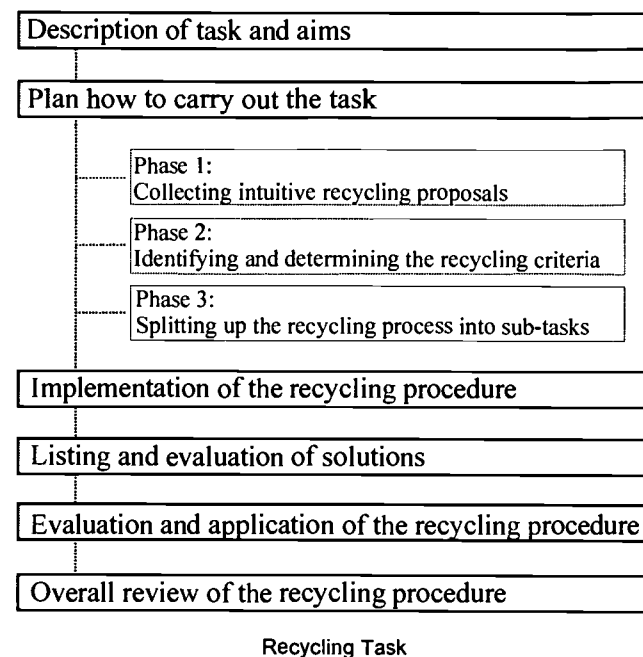 Description of task and aims
Plan how to carry out the task
Phase 1:
Collecting intuitive recycling proposals
Phase 2:
Identifying and determining the recycling criteria
Phase 3:
Splitting up the recycling process into sub-tasks
Implementation of the recycling procedure
Listing and evaluation of solutions
Evaluation and application of the recycling procedure
Overall review of the recycling procedure
Recycling Task